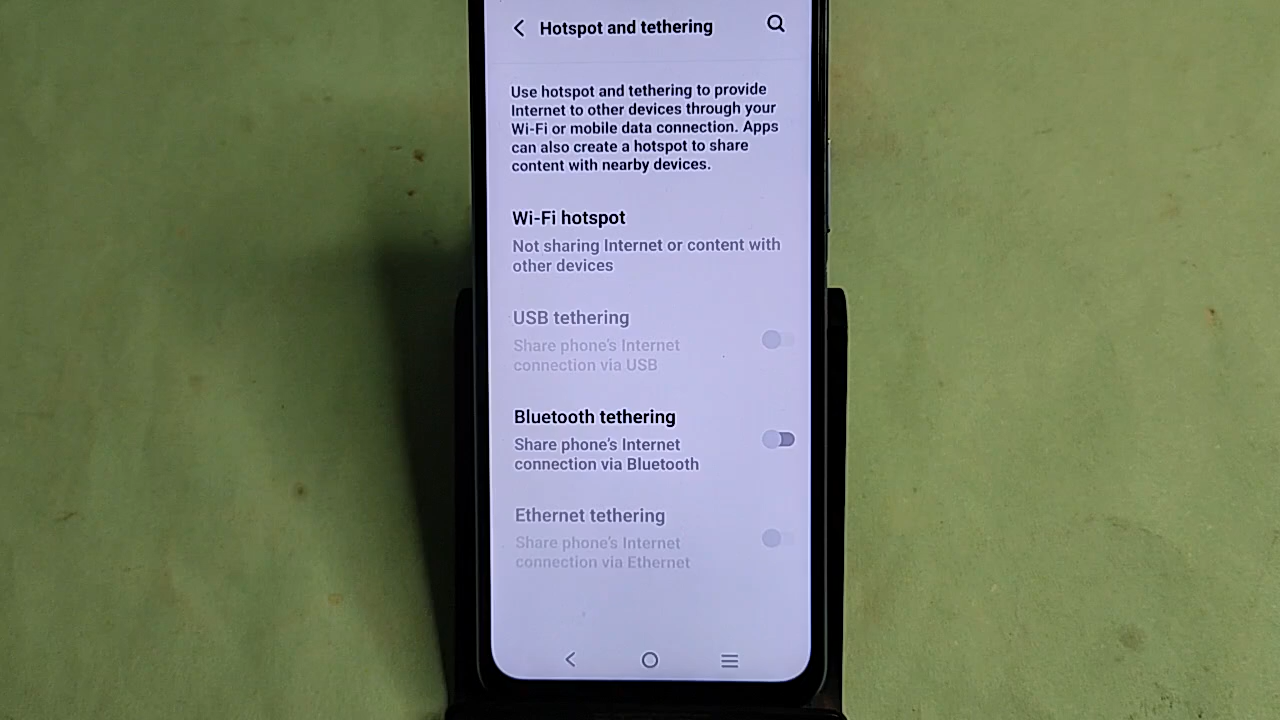 Hotspot and tethering
Use hotspot and tethering to provide
Internet to other devices through your
Wi-Fi or mobile data connection. Apps
can also create a hotspot to share
content with nearby devices.
Wi-Fi hotspot
Not sharing Internet or content with
other devices
USB tethering
Share phone's Internet
connection via USB
Bluetooth tethering
Share phone's Internet
connection via Bluetooth
Ethernet tethering
Share phone's Internet
connection via Ethernet